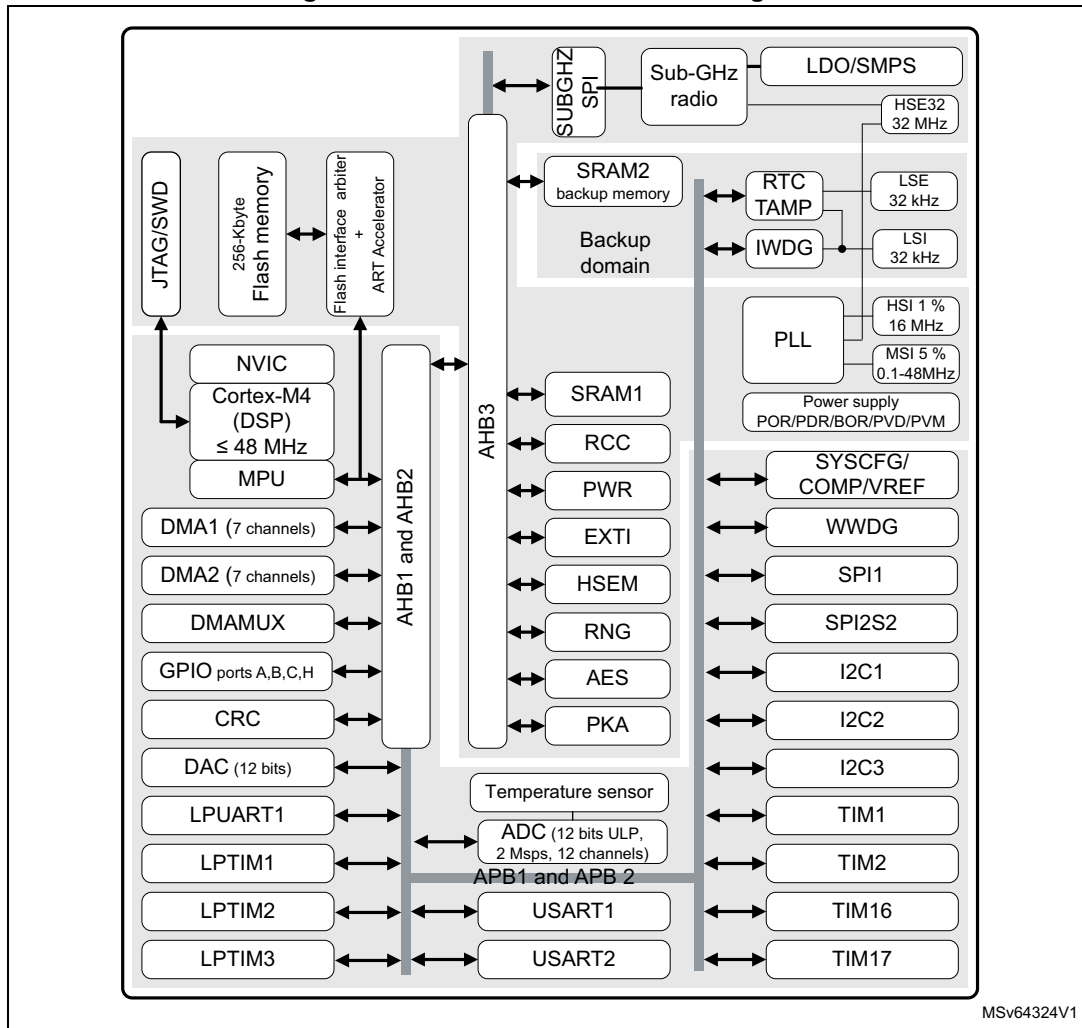 SUBGHZ
SPI
Sub-GHz
radio
LDO/SMPS
HSE32
32 MHz
JTAG/SWD
256-Kbyte
Flash memory
Flash interface arbiter
+
ART Accelerator
SRAM2
backup memory
Backup
domain
RTC
TAMP
IWDG
LSE
32 kHz
LSI
32 kHz
PLL
HSI 1 %
16 MHz
MSI 5 %
0.1-48MHz
Power supply
POR/PDR/BOR/PVD/PVM
NVIC
Cortex-M4
(DSP)
≤ 48 MHz
MPU
DMA1 (7 channels)
DMA2 (7 channels)
DMAMUX
GPIO ports A,B,C,H
CRC
DAC (12 bits)
LPUART1
LPTIM1
LPTIM2
LPTIM3
AHB1 and AHB2
AHB3
SRAM1
RCC
PWR
EXTI
HSEM
RNG
AES
PKA
Temperature sensor
ADC (12 bits ULP,
2 Msps, 12 channels)
APB1 and APB 2
USART1
USART2
SYSCFG/
COMP/VREF
WWDG
SPI1
SPI2S2
I2C1
I2C2
I2C3
TIM1
TIM2
TIM16
TIM17
MSv64324V1